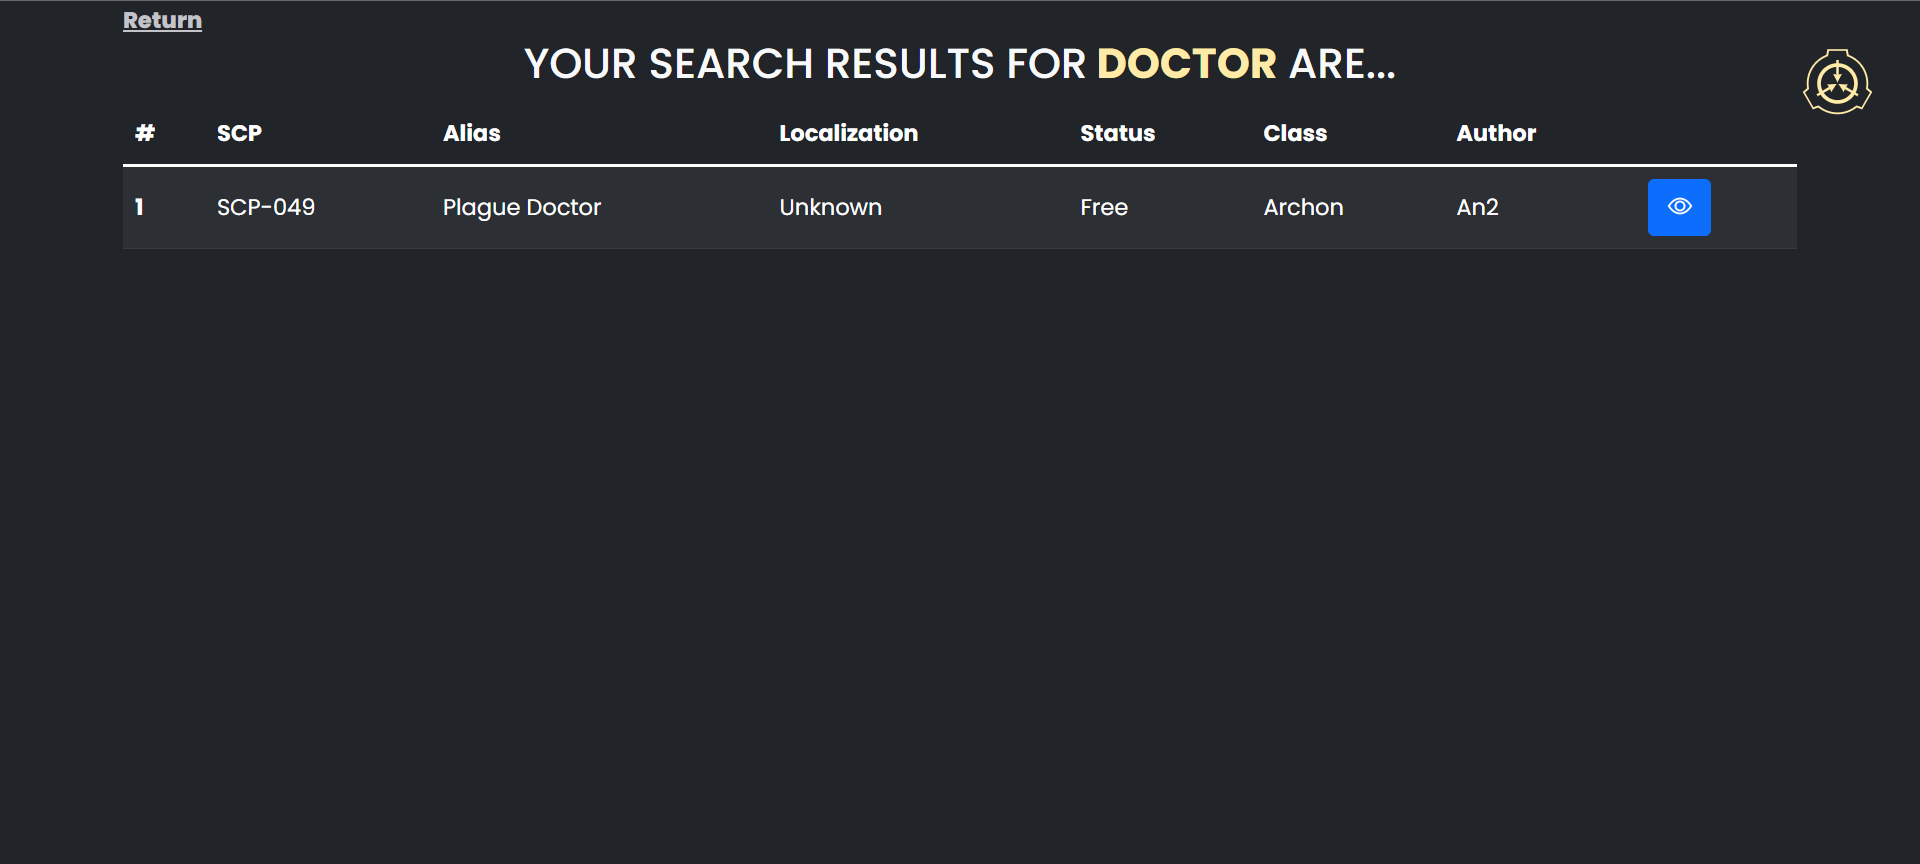 Return
YOUR SEARCH RESULTS FOR DOCTOR ARE...
# SCP Alias Localization Status Class Author
1 SCP-049 Plague Doctor Unknown Free Archon An2